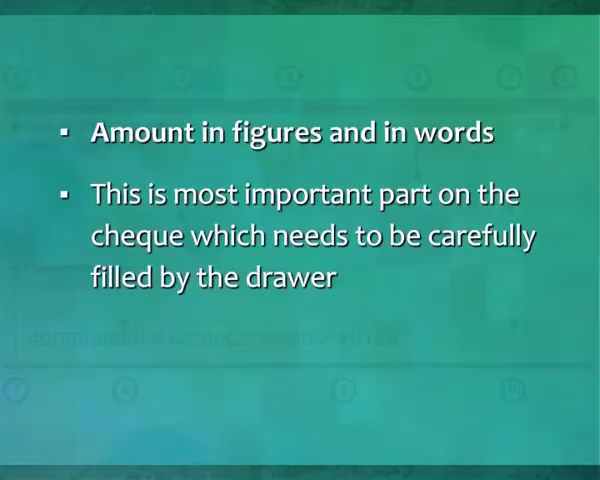 ▪ Amount in figures and in words
▪ This is most important part on the
cheque which needs to be carefully
filled by the drawer